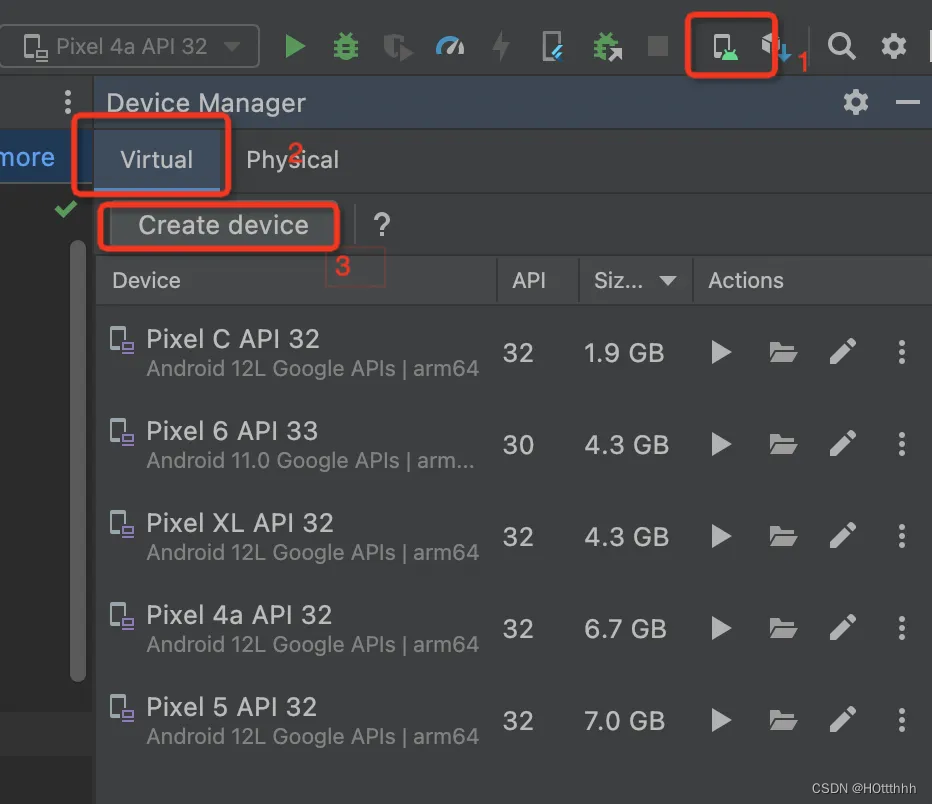 Pixel 4a API 32
1
Device Manager
more
Virtual
Physical
2
Create device
?
3
Device API Siz... Actions
Pixel C API 32
Android 12L Google APIs | arm64
32 1.9 GB
Pixel 6 API 33
Android 11.0 Google APIs | arm...
30 4.3 GB
Pixel XL API 32
Android 12L Google APIs | arm64
32 4.3 GB
Pixel 4a API 32
Android 12L Google APIs | arm64
32 6.7 GB
Pixel 5 API 32
Android 12L Google APIs | arm64
32 7.0 GB
CSDN @HOttthhh